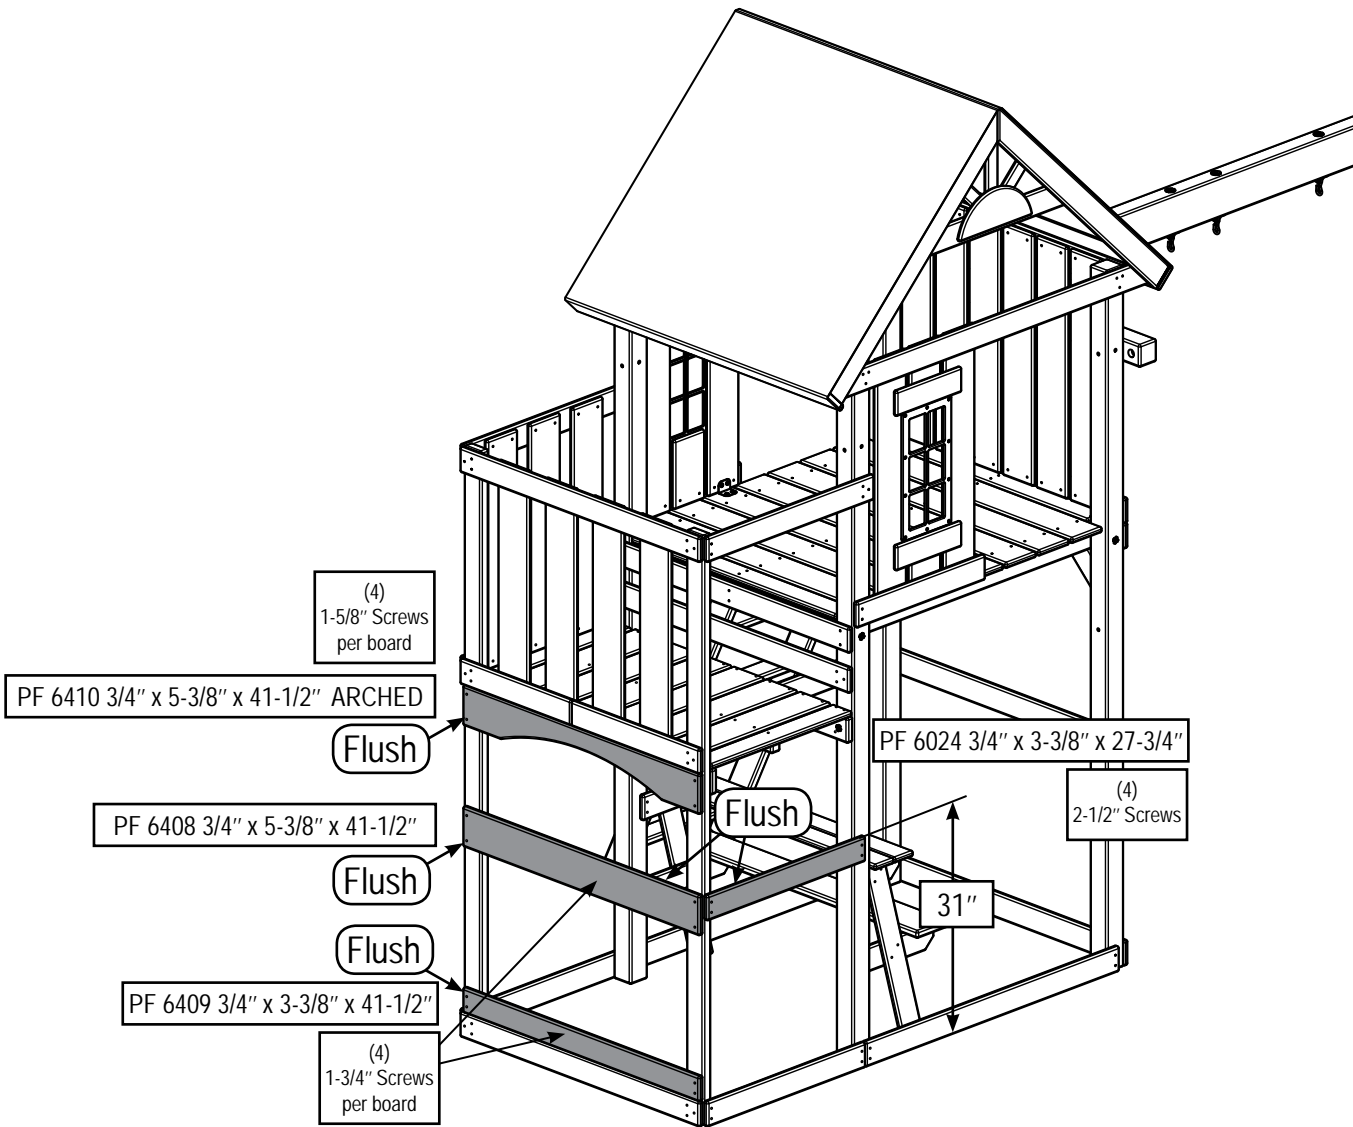 (4)
1-5/8" Screws
per board
PF 6410 3/4" x 5-3/8" x 41-1/2" ARCHED
Flush
PF 6024 3/4" x 3-3/8" x 27-3/4"
(4)
2-1/2" Screws
Flush
PF 6408 3/4" x 5-3/8" x 41-1/2"
Flush
31"
Flush
PF 6409 3/4" x 3-3/8" x 41-1/2"
(4)
1-3/4" Screws
per board